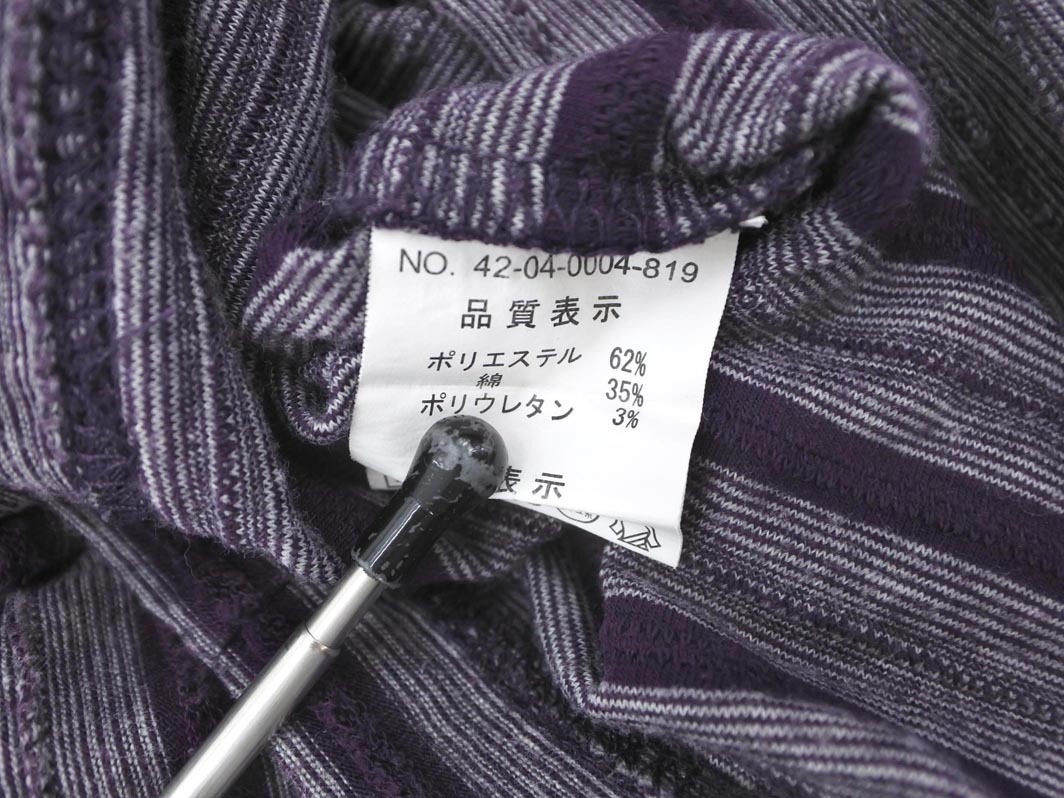 NO. 42-04-0004-819
品質表示
ポリエステル 62%
綿 35%
ポリウレタン 3%
表示